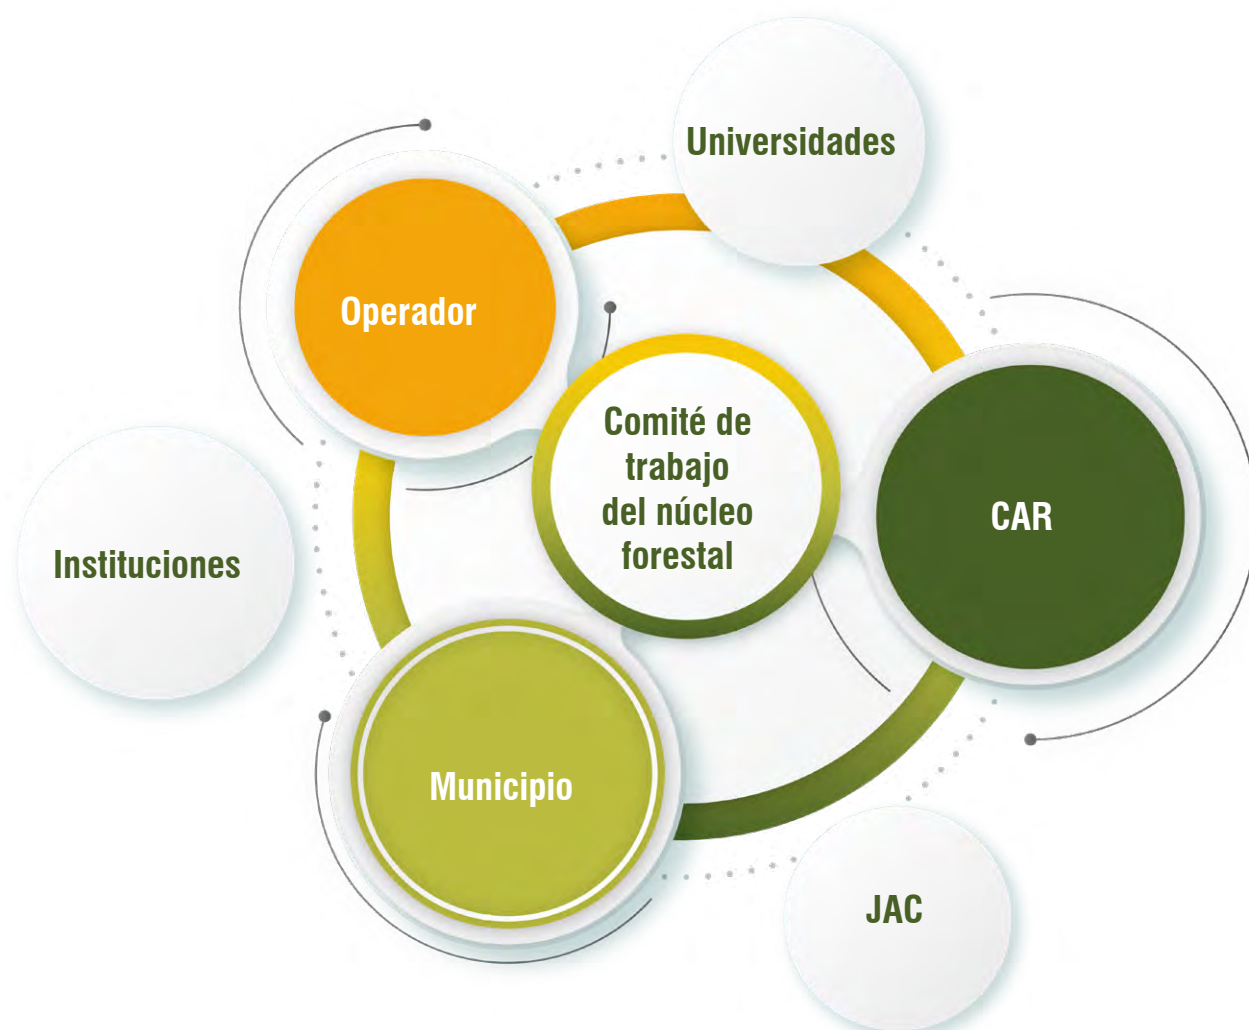 Universidades
Operador
Comité de
trabajo
del núcleo
forestal
CAR
Instituciones
Municipio
JAC